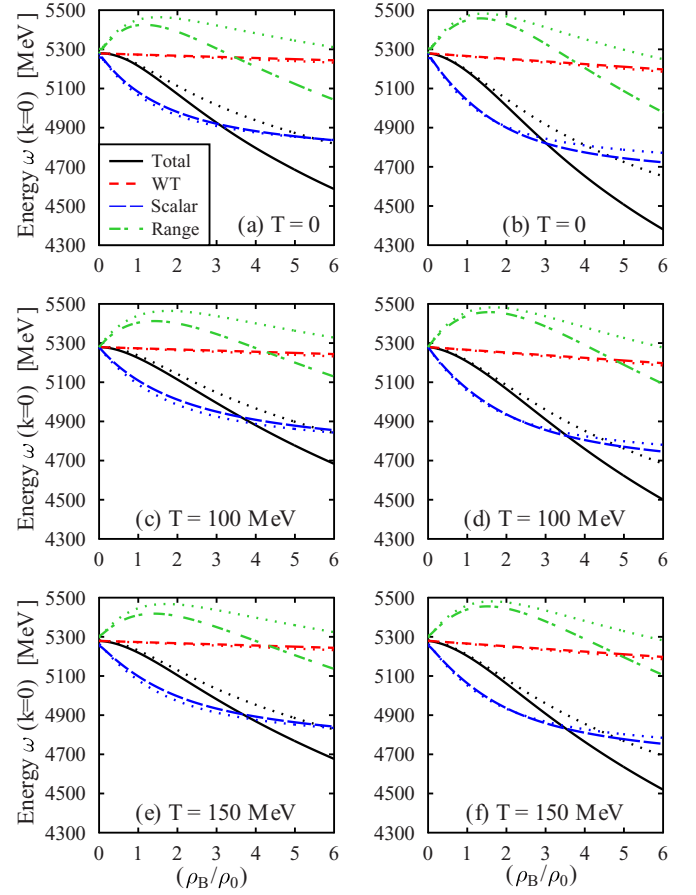 Energy ω (k=0) [MeV]
5500
5300
5100
4900
4700
4500
4300
Total
WT
Scalar
Range
(a) T = 0
0 1 2 3 4 5 6
5500
5300
5100
4900
4700
4500
4300
(b) T = 0
0 1 2 3 4 5 6
Energy ω (k=0) [MeV]
5500
5300
5100
4900
4700
4500
4300
(c) T = 100 MeV
0 1 2 3 4 5 6
5500
5300
5100
4900
4700
4500
4300
(d) T = 100 MeV
0 1 2 3 4 5 6
Energy ω (k=0) [MeV]
5500
5300
5100
4900
4700
4500
4300
(e) T = 150 MeV
0 1 2 3 4 5 6
(ρB/ρ0)
5500
5300
5100
4900
4700
4500
4300
(f) T = 150 MeV
0 1 2 3 4 5 6
(ρB/ρ0)